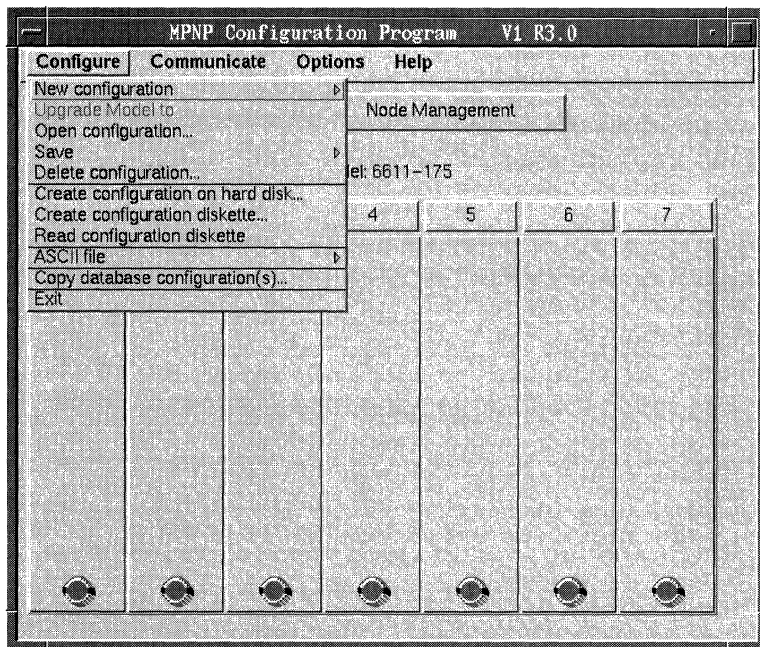 MPNP Configuration Program V1 R3.0
Configure Communicate Options Help
New configuration
Upgrade Model to
Open configuration...
Save
Delete configuration...
Create configuration on hard disk...
Create configuration diskette...
Read configuration diskette
ASCII file
Copy database configuration(s)...
Exit
Node Management
el: 6611-175
4 5 6 7